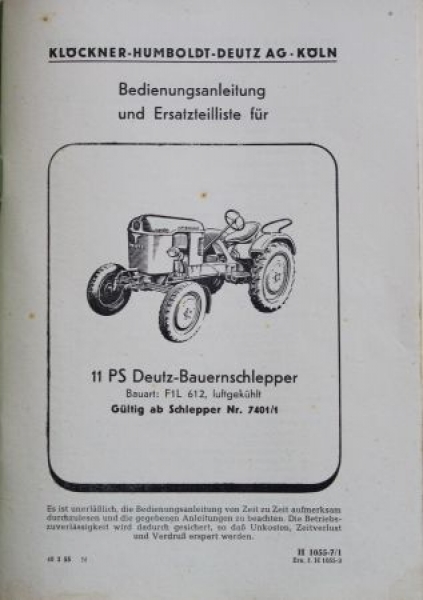 KLÖCKNER-HUMBOLDT-DEUTZ AG · KÖLN
Bedienungsanleitung
und Ersatzteilliste für
11 PS Deutz-Bauernschlepper
Bauart: F1L 612, luftgekühlt
Gültig ab Schlepper Nr. 7401/1
Es ist unerläßlich, die Bedienungsanleitung von Zeit zu Zeit aufmerksam
durchzulesen und die gegebenen Anleitungen zu beachten. Die Betriebs-
zuverlässigkeit wird dadurch gesichert, so daß Unkosten, Zeitverlust
und Verdruß erspart werden.
H 1055-7/1